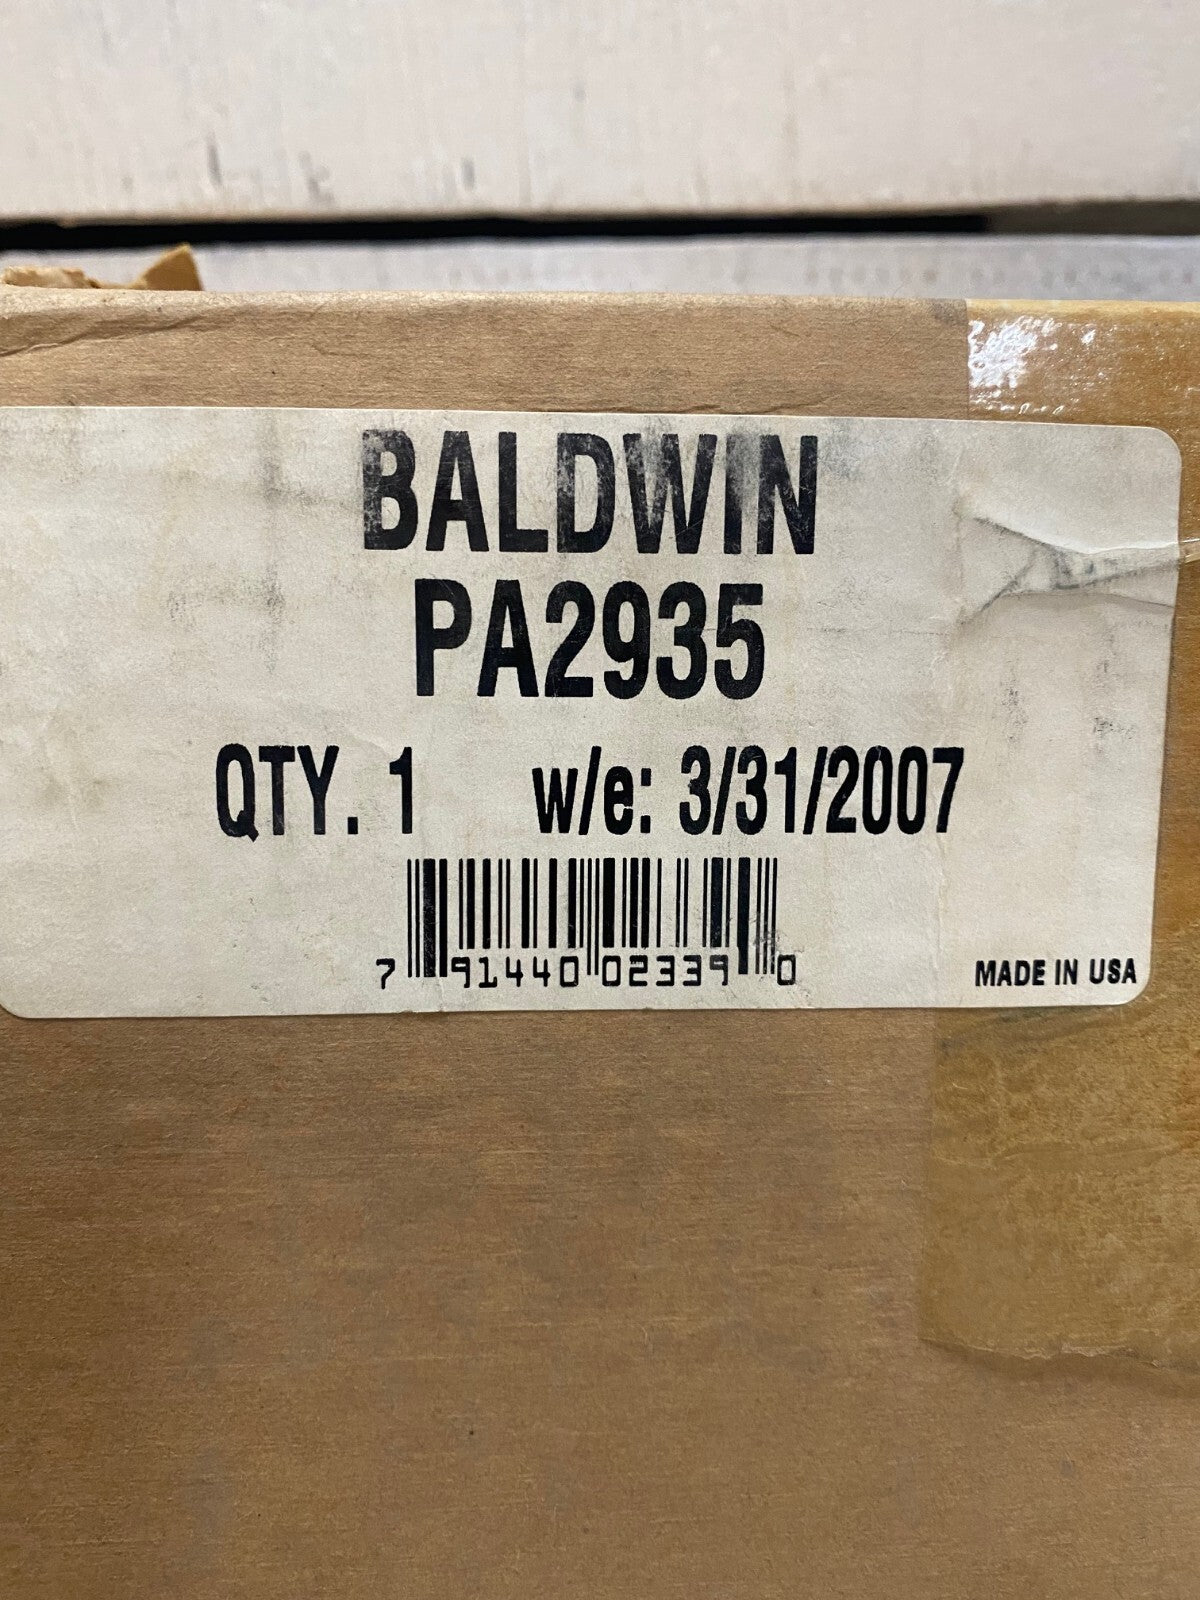 BALDWIN
PA2935
QTY. 1 w/e: 3/31/2007
7 91440 02339 0
MADE IN USA